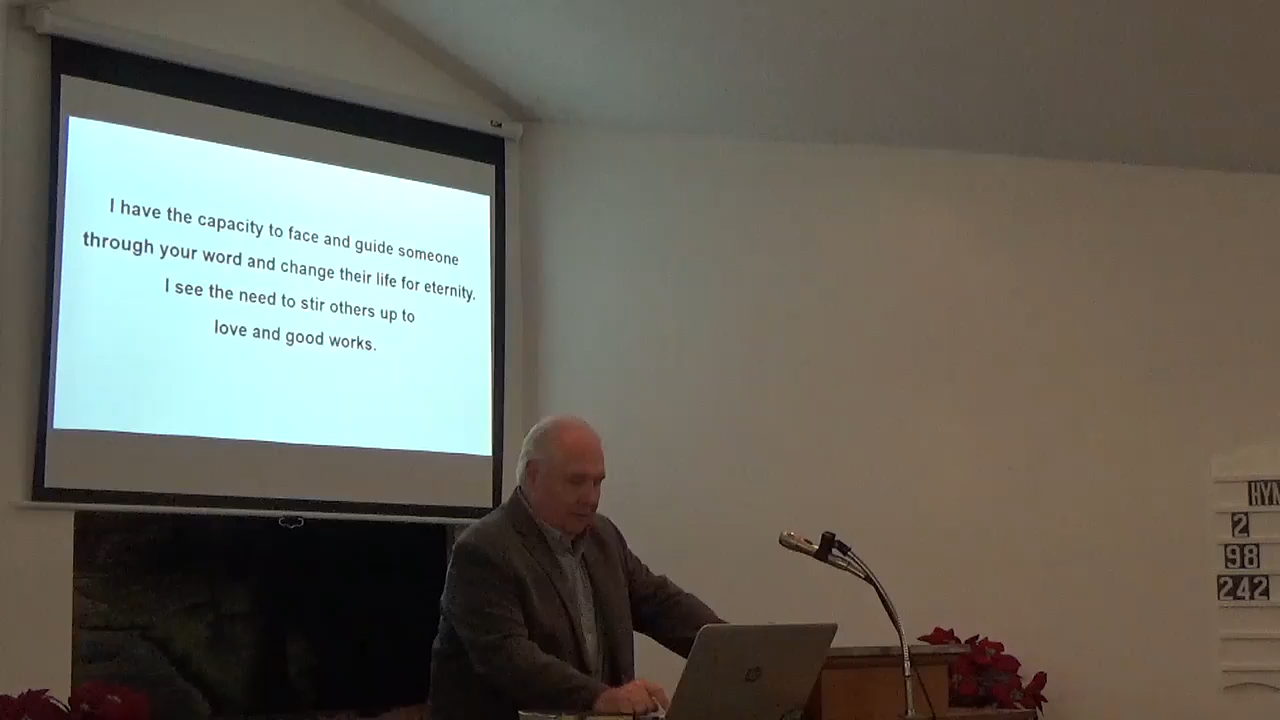 I have the capacity to face and guide someone
through your word and change their life for eternity.
I see the need to stir others up to
love and good works.
2
98
242